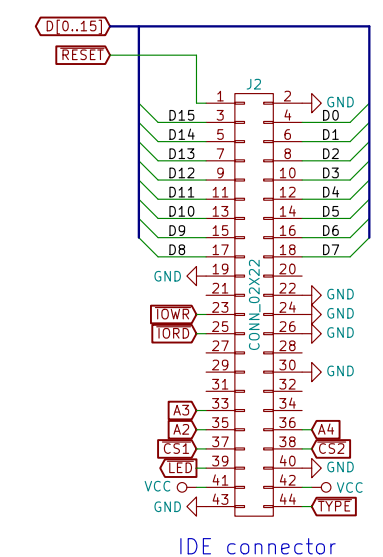 D[0..15]
RESET
J2
1 2 GND
D15 3 4 D0
D14 5 6 D1
D13 7 8 D2
D12 9 10 D3
D11 11 12 D4
D10 13 14 D5
D9 15 16 D6
D8 17 18 D7
GND 19 20
21 22 GND
IOWR 23 24 GND
IORD 25 26 GND
27 28
29 30 GND
31 32
A3 33 34
A2 35 36 A4
CS1 37 38 CS2
LED 39 40 GND
VCC 41 42 VCC
GND 43 44 TYPE
CONN_02X22
IDE connector